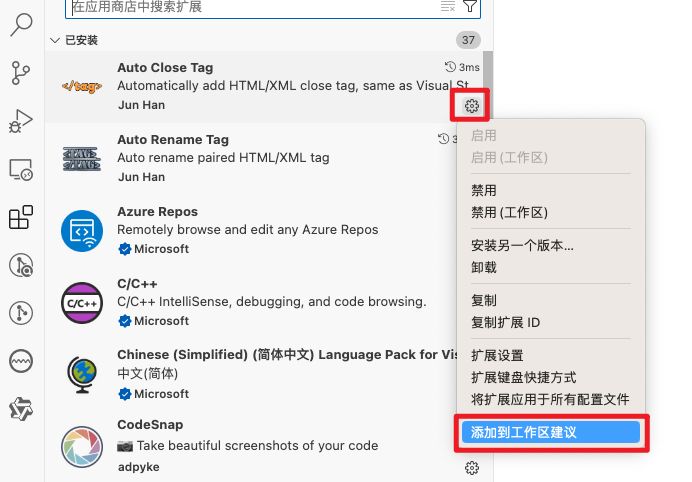 在应用商店中搜索扩展
已安装
37
Auto Close Tag
3ms
Automatically add HTML/XML close tag, same as Visual St
Jun Han
Auto Rename Tag
3
Auto rename paired HTML/XML tag
Jun Han
Azure Repos
Remotely browse and edit any Azure Repos
Microsoft
C/C++
C/C++
C/C++ IntelliSense, debugging, and code browsing.
Microsoft
Chinese (Simplified) (简体中文) Language Pack for Vis
中文(简体)
Microsoft
CodeSnap
📷 Take beautiful screenshots of your code
adpyke
启用
启用 (工作区)
禁用
禁用 (工作区)
安装另一个版本...
卸载
复制
复制扩展 ID
扩展设置
扩展键盘快捷方式
将扩展应用于所有配置文件
添加到工作区建议